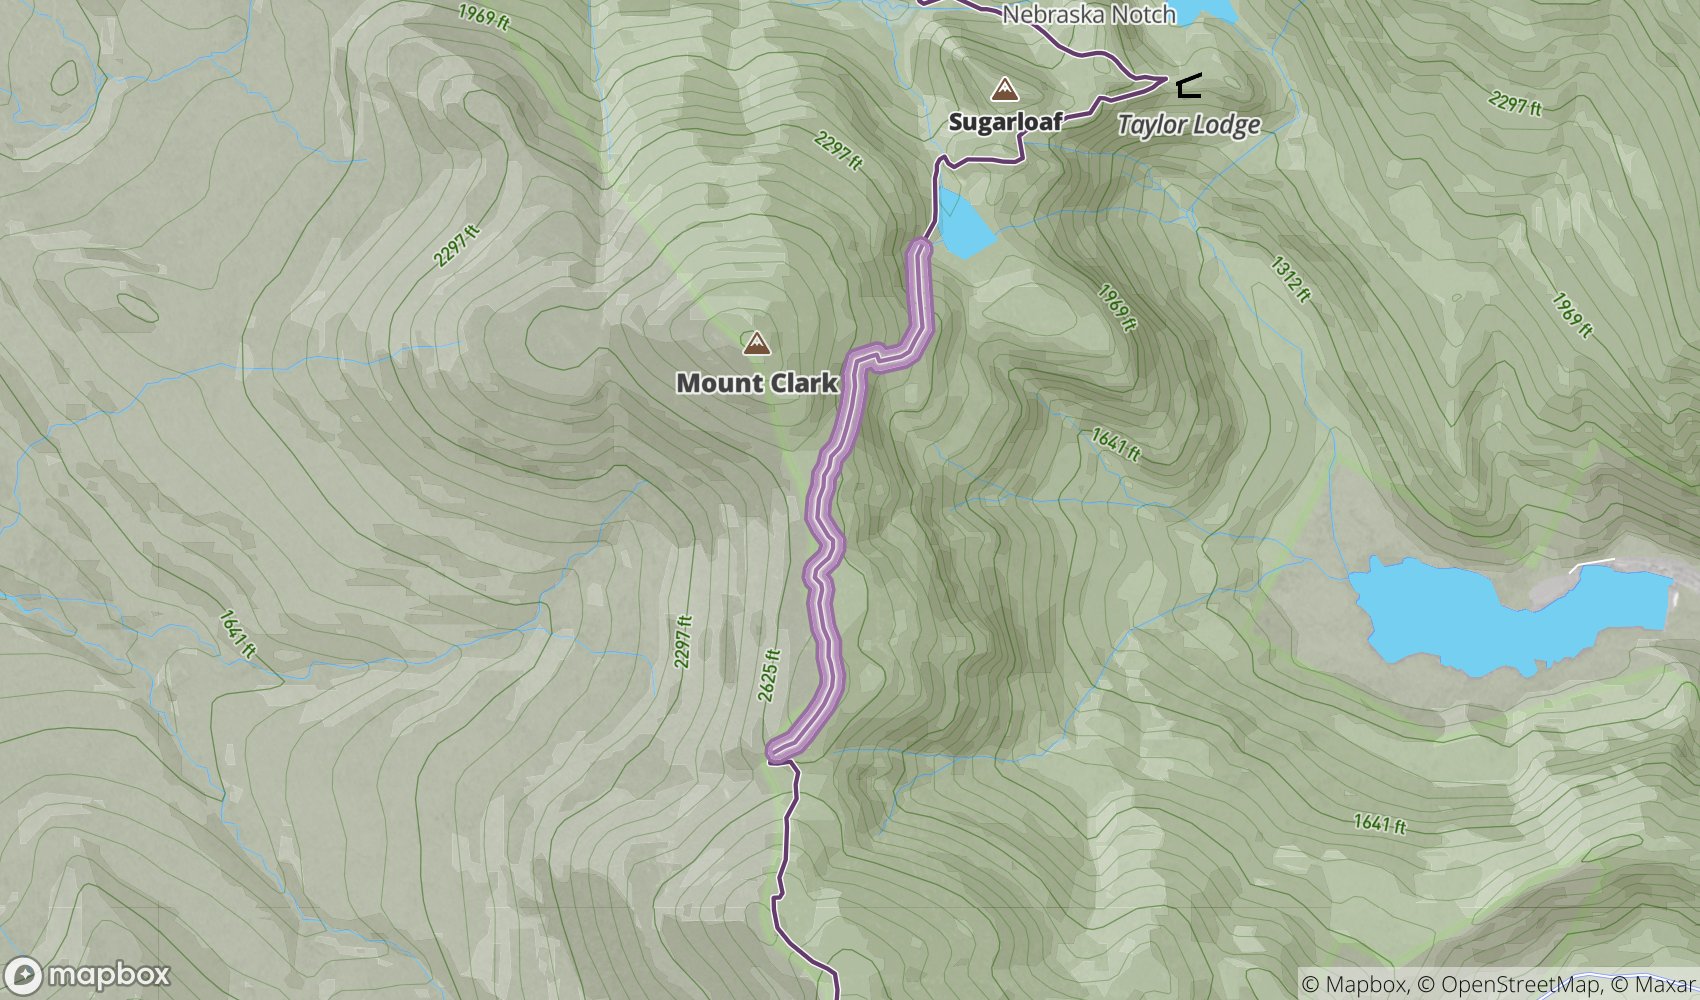 1969 ft
Nebraska Notch
Sugarloaf
2297 ft
Taylor Lodge
2297 ft
2297 ft
1312 ft
1969 ft
1969 ft
Mount Clark
1641 ft
1641 ft
2297 ft
2625 ft
1641 ft
mapbox
© Mapbox, © OpenStreetMap, © Maxar